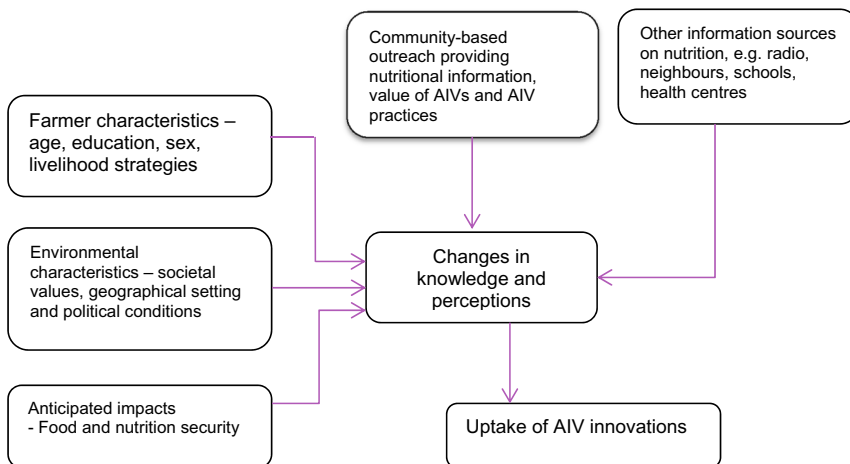 Community-based
outreach providing
nutritional information,
value of AIVs and AIV
practices
Other information sources
on nutrition, e.g. radio,
neighbours, schools,
health centres
Farmer characteristics –
age, education, sex,
livelihood strategies
Environmental
characteristics – societal
values, geographical setting
and political conditions
Changes in
knowledge and
perceptions
Anticipated impacts
- Food and nutrition security
Uptake of AIV innovations